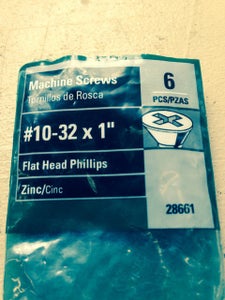 Machine Screws
Tornillos de Rosca
6
PCS/PZAS
#10-32 x 1"
Flat Head Phillips
Zinc/Cinc
28661